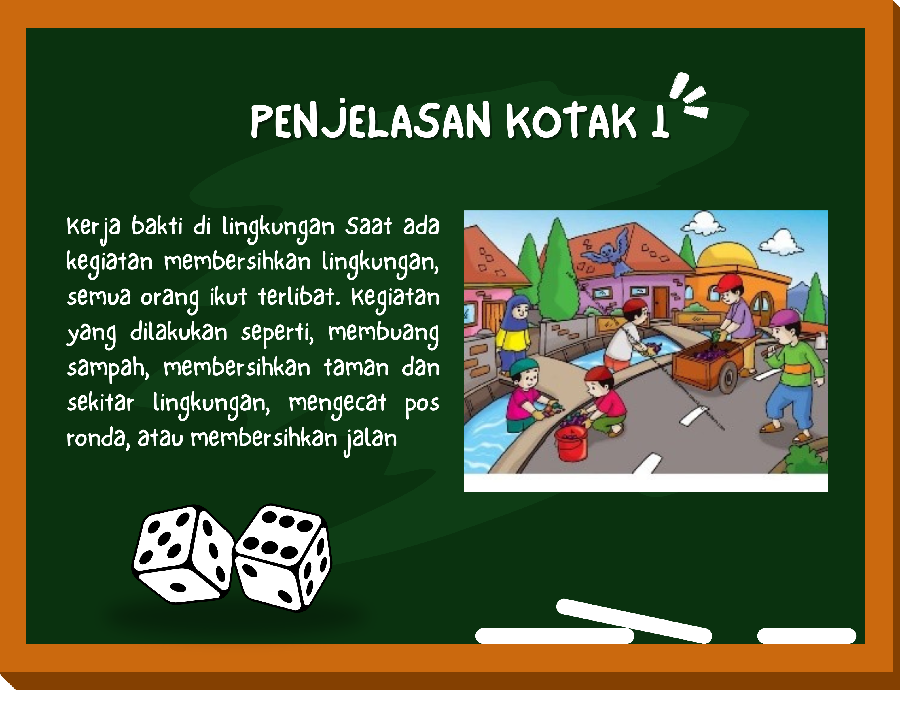 PENJELASAN KOTAK 1
Kerja bakti di lingkungan Saat ada
kegiatan membersihkan lingkungan,
semua orang ikut terlibat. Kegiatan
yang dilakukan seperti, membuang
sampah, membersihkan taman dan
sekitar lingkungan, mengecat pos
ronda, atau membersihkan jalan